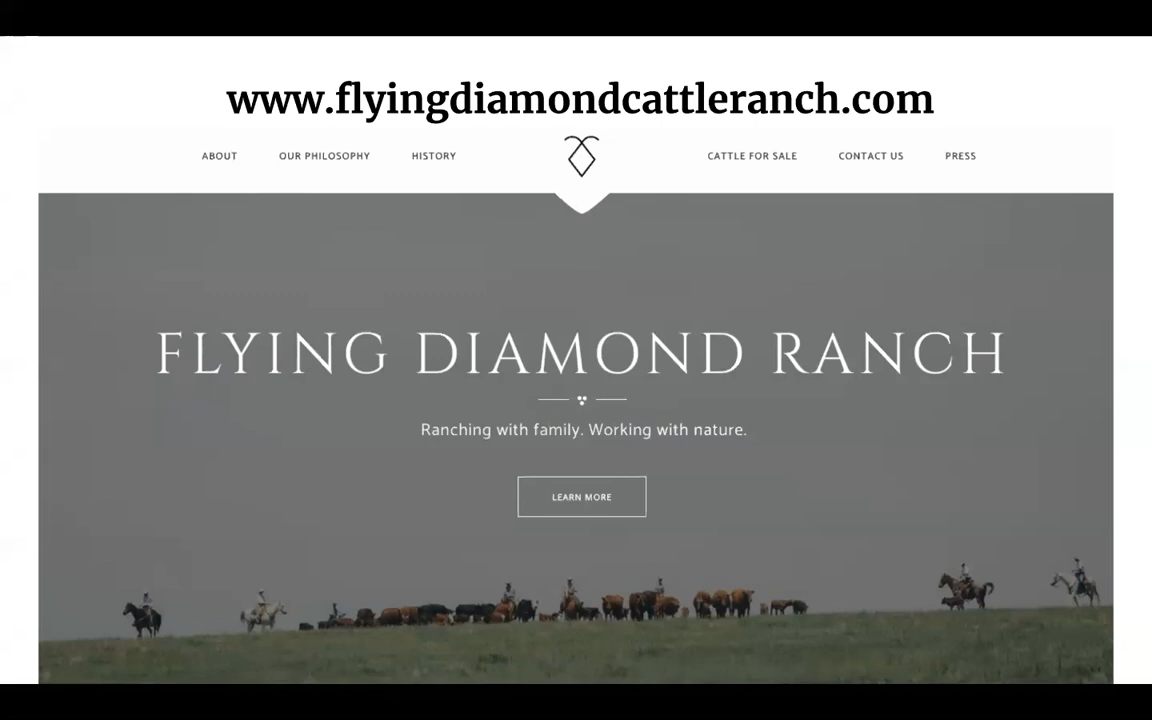 www.flyingdiamondcattleranch.com
ABOUT OUR PHILOSOPHY HISTORY CATTLE FOR SALE CONTACT US PRESS
FLYING DIAMOND RANCH
Ranching with family. Working with nature.
LEARN MORE